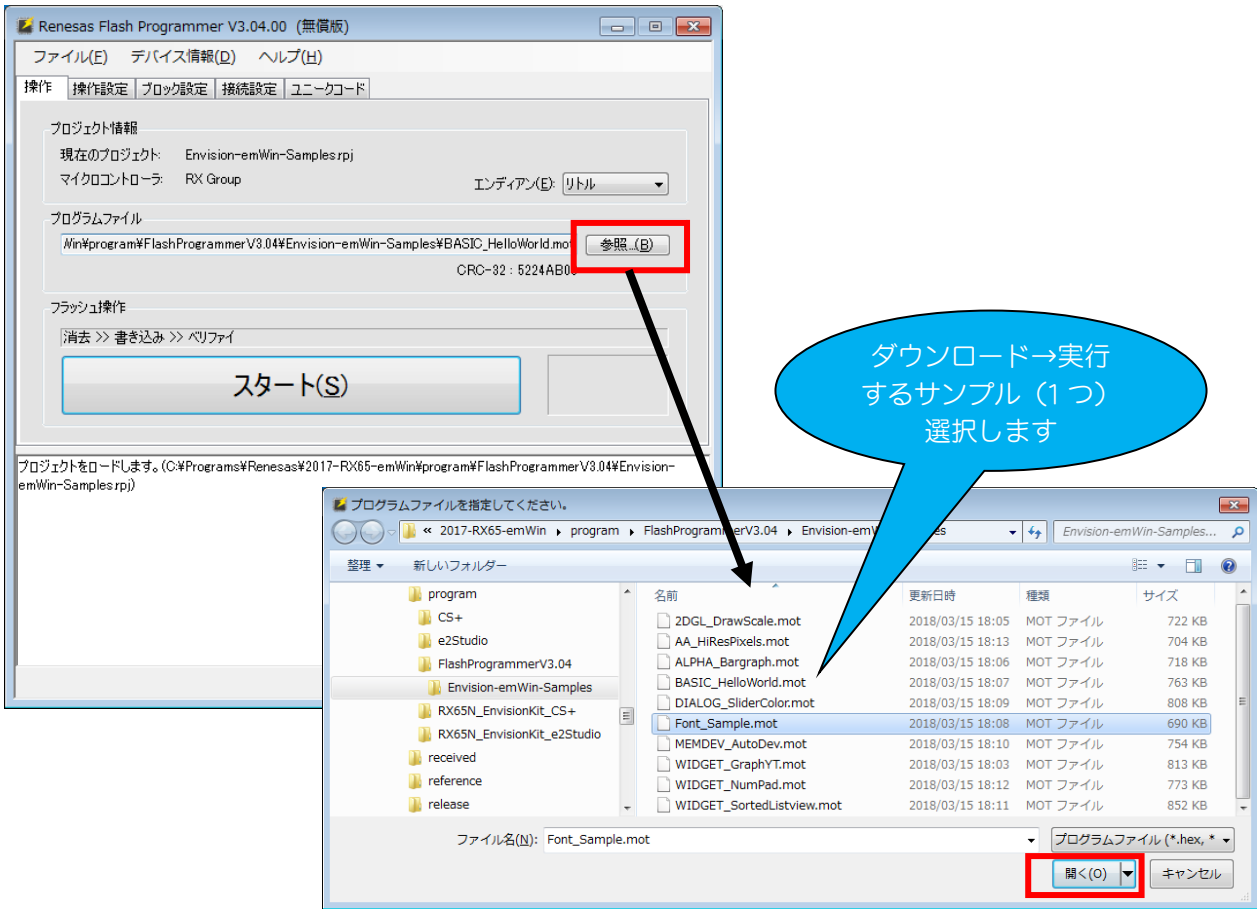 Renesas Flash Programmer V3.04.00 (無償版)
ファイル(F) デバイス情報(D) ヘルプ(H)
操作 操作設定 ブロック設定 接続設定 ユニークコード
プロジェクト情報
現在のプロジェクト: Envision-emWin-Samples.rpj
マイクロコントローラ: RX Group
エンディアン(E): リトル
プログラムファイル
Win¥program¥FlashProgrammerV3.04¥Envision-emWin-Samples¥BASIC_HelloWorld.mot
参照...(B)
CRC-32 : 5224AB0
フラッシュ操作
消去 >> 書き込み >> ベリファイ
スタート(S)
プロジェクトをロードします。(C:¥Programs¥Renesas¥2017-RX65-emWin¥program¥FlashProgrammerV3.04¥Envision-
emWin-Samples.rpj)
ダウンロード→実行
するサンプル（1 つ）
選択します
プログラムファイルを指定してください。
« 2017-RX65-emWin program FlashProgrammerV3.04 Envision-emWin-Samples
Envision-emWin-Samples...
整理 新しいフォルダー
program
CS+
e2Studio
FlashProgrammerV3.04
Envision-emWin-Samples
RX65N_EnvisionKit_CS+
RX65N_EnvisionKit_e2Studio
received
reference
release
名前 更新日時 種類 サイズ
2DGL_DrawScale.mot 2018/03/15 18:05 MOT ファイル 722 KB
AA_HiResPixels.mot 2018/03/15 18:13 MOT ファイル 704 KB
ALPHA_Bargraph.mot 2018/03/15 18:06 MOT ファイル 718 KB
BASIC_HelloWorld.mot 2018/03/15 18:07 MOT ファイル 763 KB
DIALOG_SliderColor.mot 2018/03/15 18:09 MOT ファイル 808 KB
Font_Sample.mot 2018/03/15 18:08 MOT ファイル 690 KB
MEMDEV_AutoDev.mot 2018/03/15 18:10 MOT ファイル 754 KB
WIDGET_GraphYT.mot 2018/03/15 18:03 MOT ファイル 813 KB
WIDGET_NumPad.mot 2018/03/15 18:12 MOT ファイル 773 KB
WIDGET_SortedListview.mot 2018/03/15 18:11 MOT ファイル 852 KB
ファイル名(N): Font_Sample.mot
プログラムファイル (*.hex, *
開く(O) キャンセル